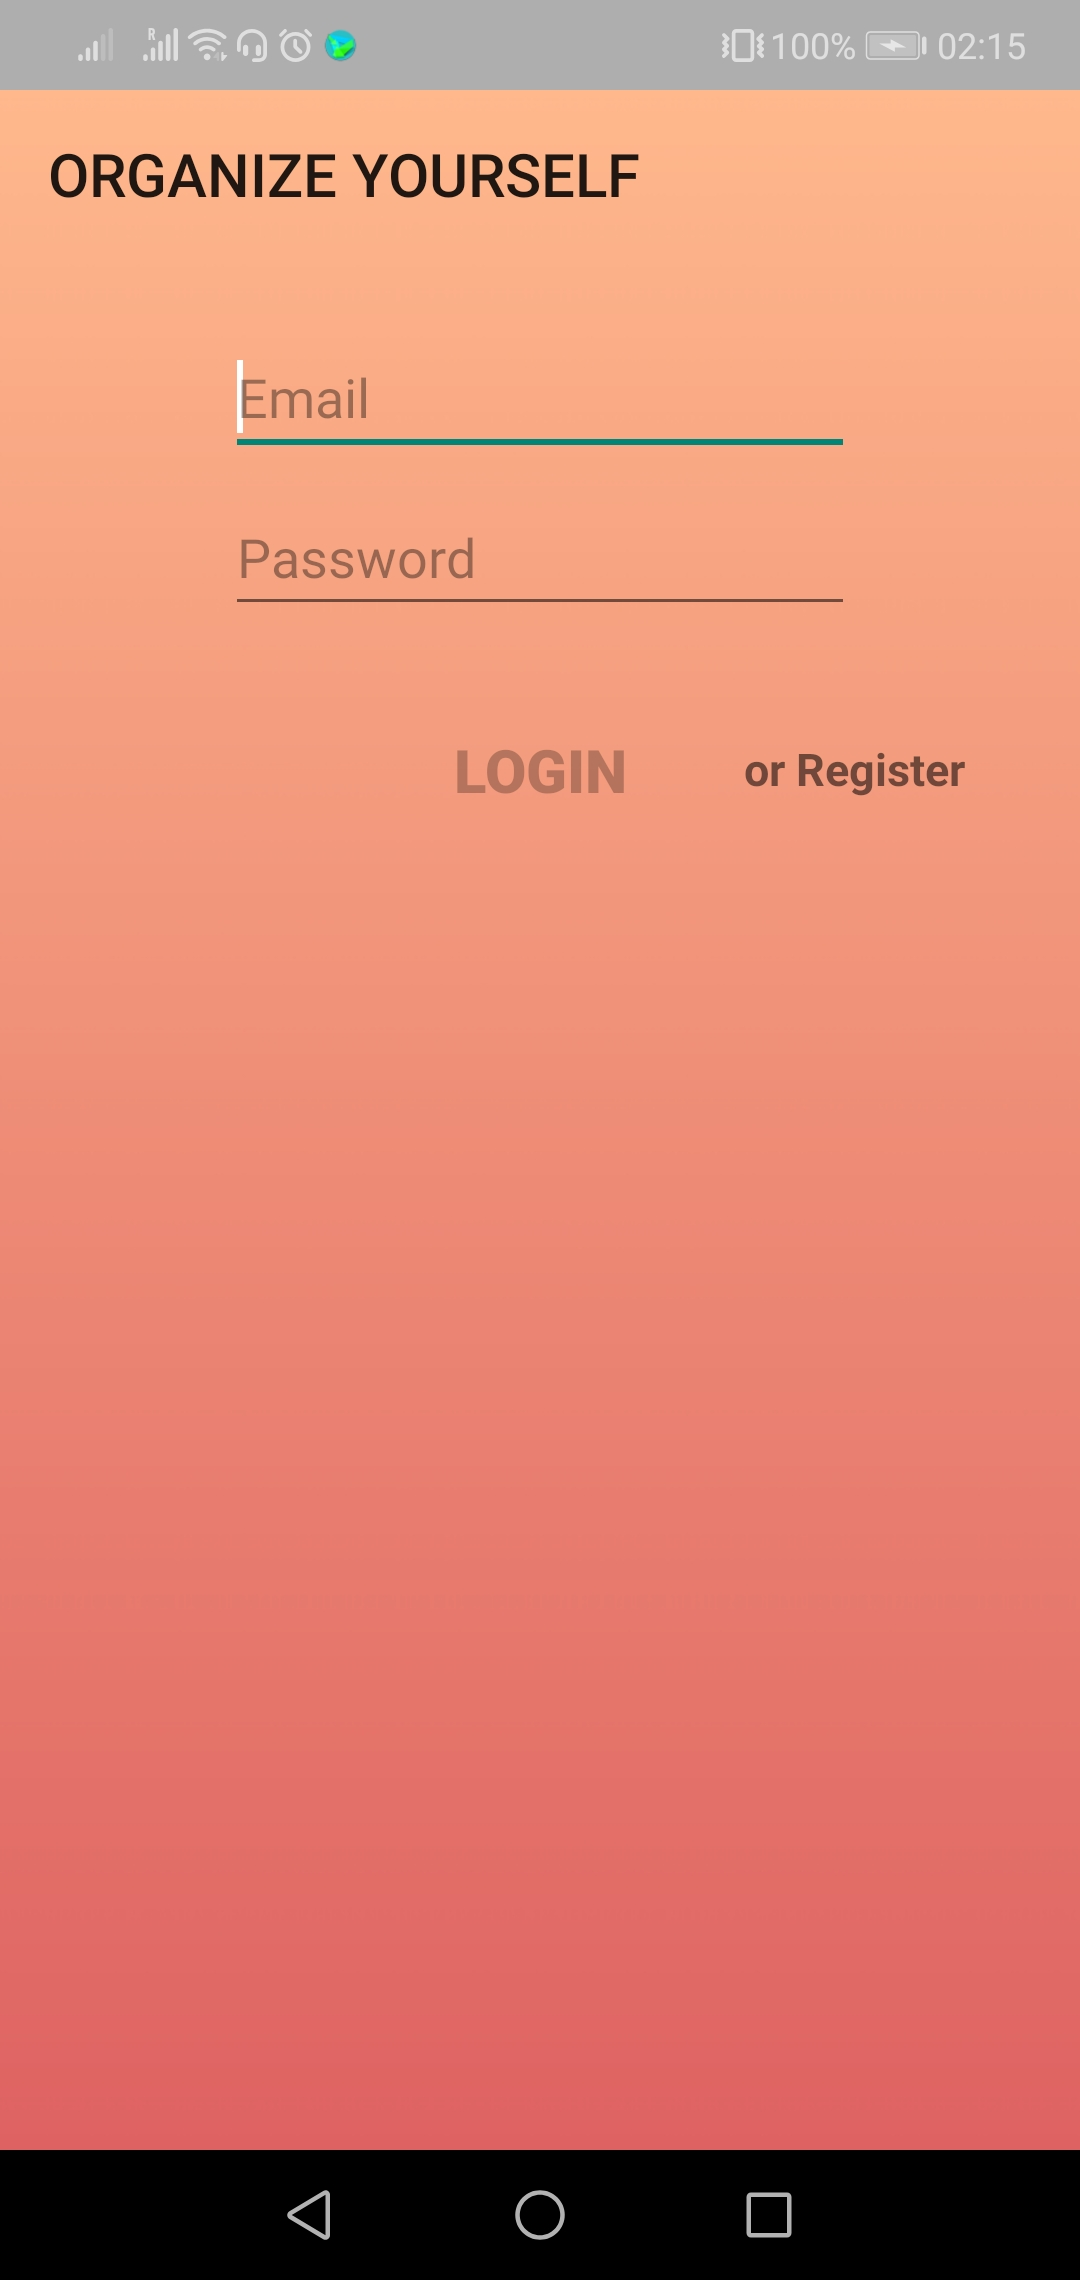 R 100% 02:15
ORGANIZE YOURSELF
Email
Password
LOGIN or Register